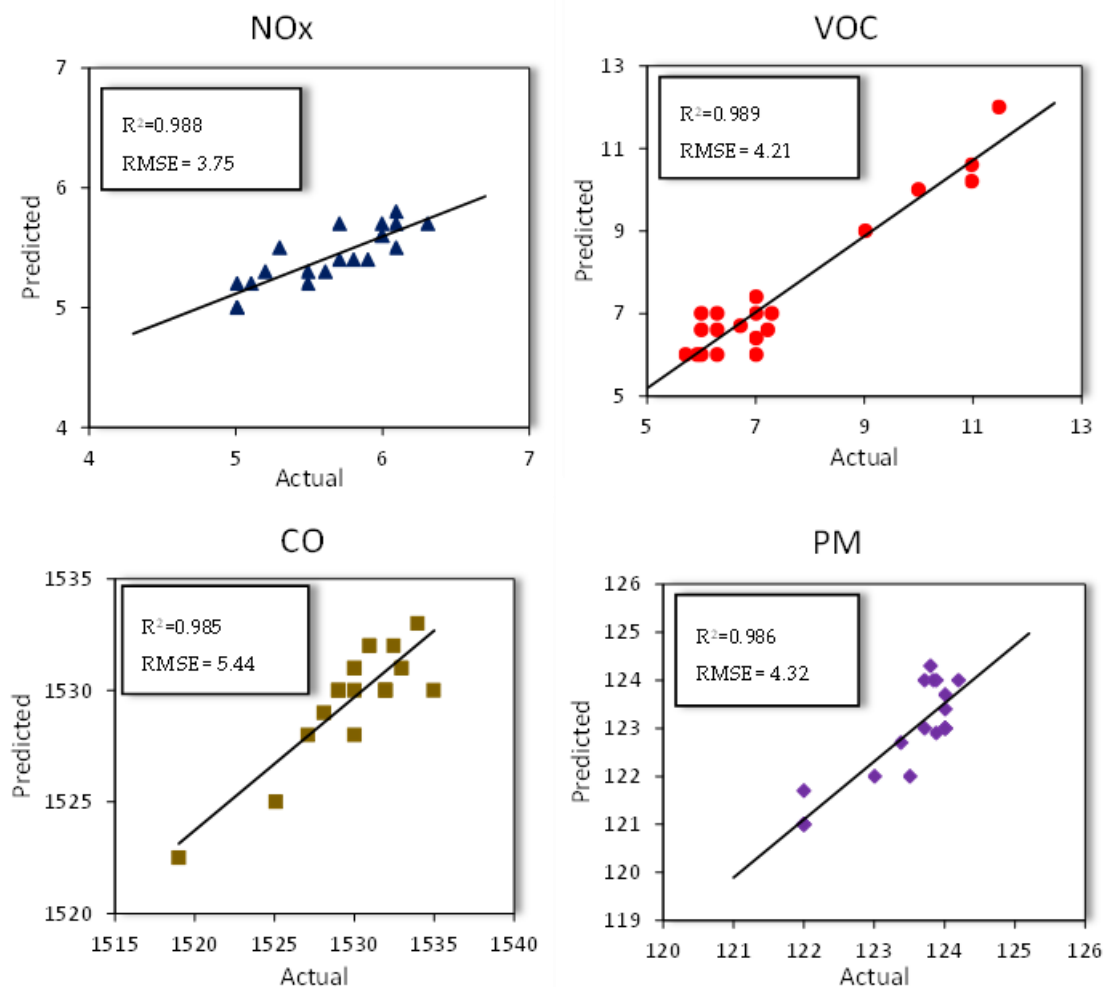 NOx
7
6
5
4
R²=0.988
RMSE= 3.75
Predicted
4 5 6 7
Actual
VOC
13
11
9
7
5
R²=0.989
RMSE= 4.21
Predicted
5 7 9 11 13
Actual
CO
1535
1530
1525
1520
R²=0.985
RMSE= 5.44
Predicted
1515 1520 1525 1530 1535 1540
Actual
PM
126
125
124
123
122
121
120
119
R²=0.986
RMSE= 4.32
Predicted
120 121 122 123 124 125 126
Actual